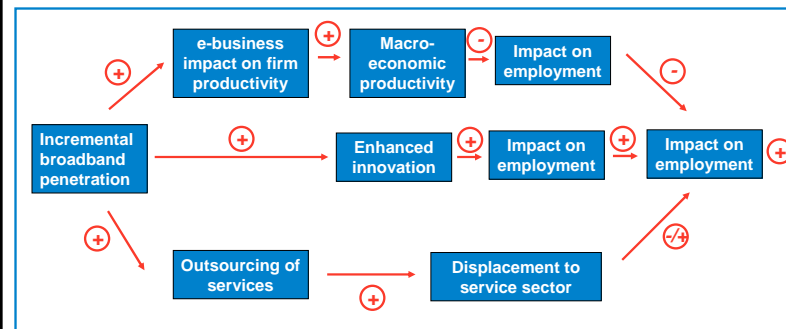 e-business
impact on firm
productivity
+
+
Macro-
economic
productivity
-
Impact on
employment
-
Incremental
broadband
penetration
+
Enhanced
innovation
+
Impact on
employment
+
Impact on
employment
+
+
Outsourcing of
services
+
Displacement to
service sector
-/+